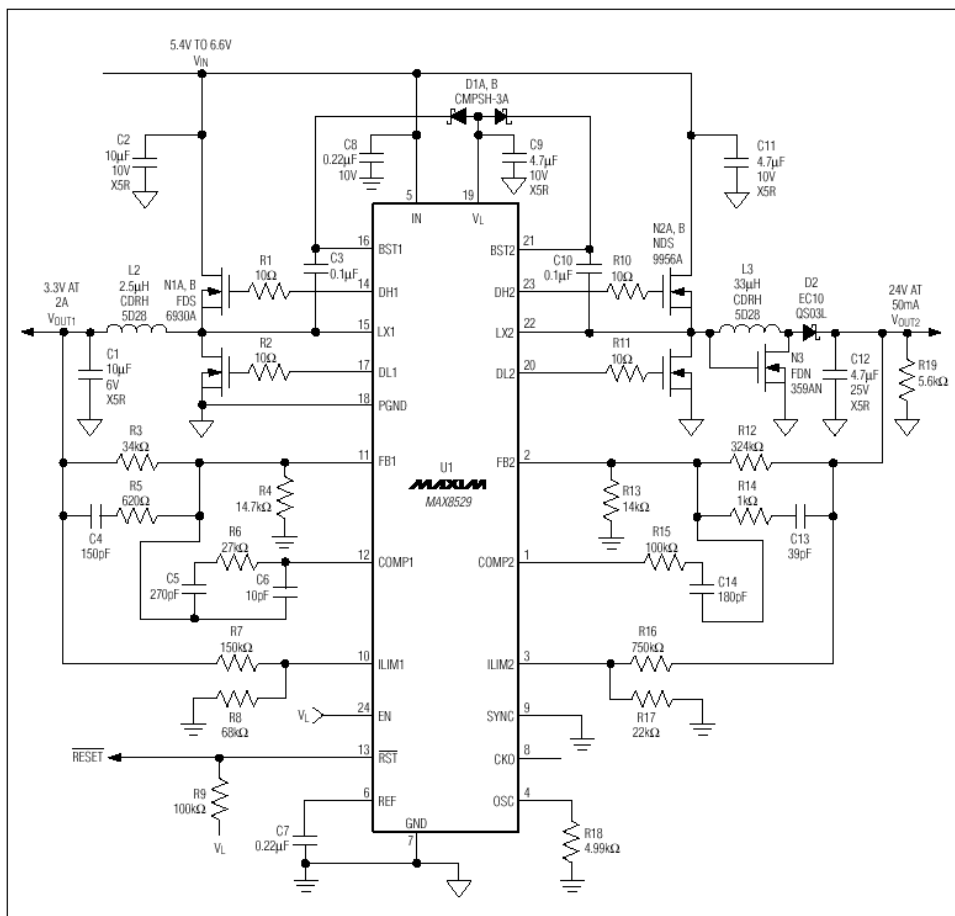 5.4V TO 6.6V
VIN
D1A, B
CMPSH-3A
C2
10µF
10V
X5R
C8
0.22µF
10V
C9
4.7µF
10V
X5R
C11
4.7µF
10V
X5R
5
IN
19
VL
16
BST1
BST2
21
C3
0.1µF
C10
0.1µF
N2A, B
NDS
9956A
R1
10Ω
14
DH1
DH2
23
R10
10Ω
3.3V AT
2A
VOUT1
L2
2.5µH
CDRH
5D28
N1A, B
FDS
6930A
L3
33µH
CDRH
5D28
D2
EC10
QS03L
24V AT
50mA
VOUT2
15
LX1
LX2
22
C1
10µF
6V
X5R
R2
10Ω
17
DL1
DL2
20
R11
10Ω
N3
FDN
359AN
C12
4.7µF
25V
X5R
R19
5.6kΩ
18
PGND
R3
34kΩ
11
FB1
FB2
2
R12
324kΩ
U1
MAXIM
MAX8529
R5
620Ω
C4
150pF
R4
14.7kΩ
R13
14kΩ
R14
1kΩ
C13
39pF
R6
27kΩ
12
COMP1
COMP2
1
R15
100kΩ
C5
270pF
C6
10pF
C14
180pF
R7
150kΩ
10
ILIM1
ILIM2
3
R16
750kΩ
R8
68kΩ
R17
22kΩ
VL
24
EN
SYNC
9
RESET
13
RST
CKO
8
R9
100kΩ
VL
6
REF
OSC
4
C7
0.22µF
GND
7
R18
4.99kΩ